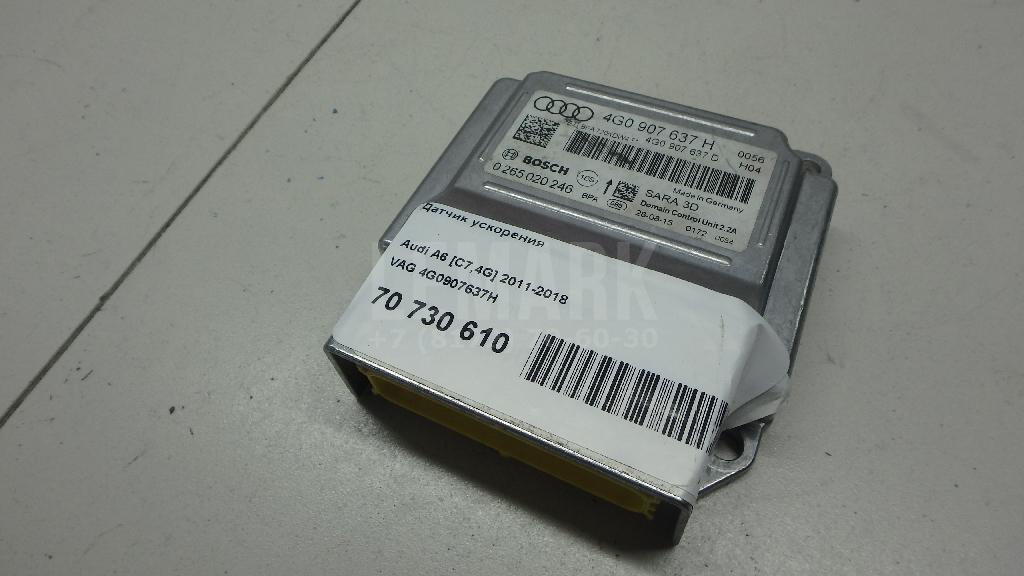 4G0 907 637 H
4G0 907 637 D
0056
H04
BOSCH
0 265 020 246
BPA
SARA 3D
Made in Germany
Domain Control Unit 2.2A
28-08-15 0172 0054
Датчик ускорения
Audi A6 [C7,4G] 2011-2018
VAG 4G0907637H
70 730 610